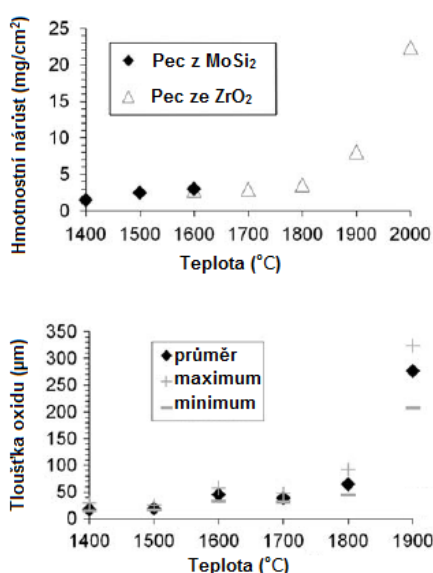 Hmotnostní nárůst (mg/cm²)
25
20
15
10
5
0
Pec z MoSi₂
Pec ze ZrO₂
1400 1500 1600 1700 1800 1900 2000
Teplota (°C)
Tloušťka oxidu (µm)
350
300
250
200
150
100
50
0
průměr
maximum
minimum
1400 1500 1600 1700 1800 1900
Teplota (°C)